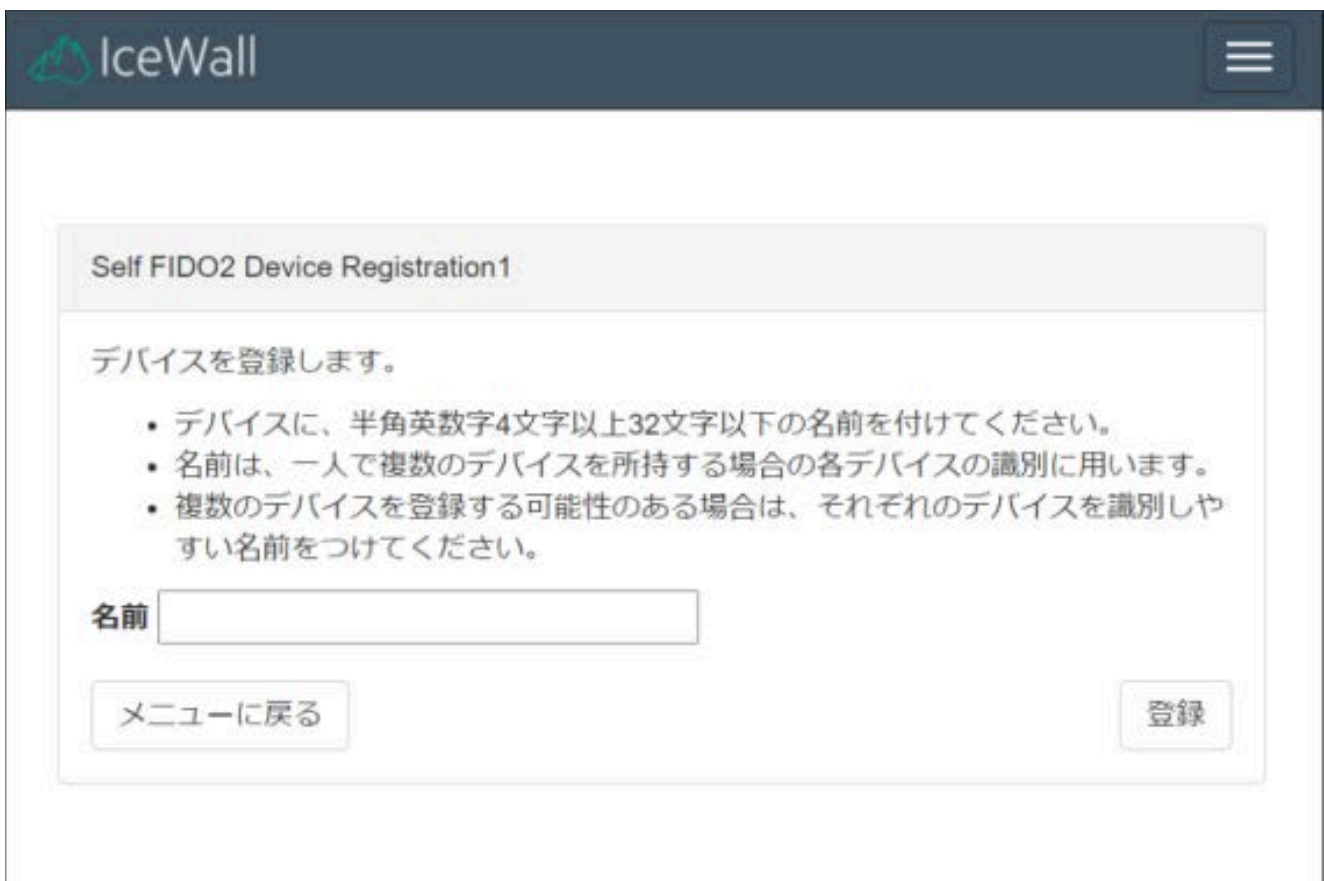 IceWall
Self FIDO2 Device Registration1
デバイスを登録します。
• デバイスに、半角英数字4文字以上32文字以下の名前を付けてください。
• 名前は、一人で複数のデバイスを所持する場合の各デバイスの識別に用います。
• 複数のデバイスを登録する可能性のある場合は、それぞれのデバイスを識別しや
すい名前をつけてください。
名前
メニューに戻る 登録